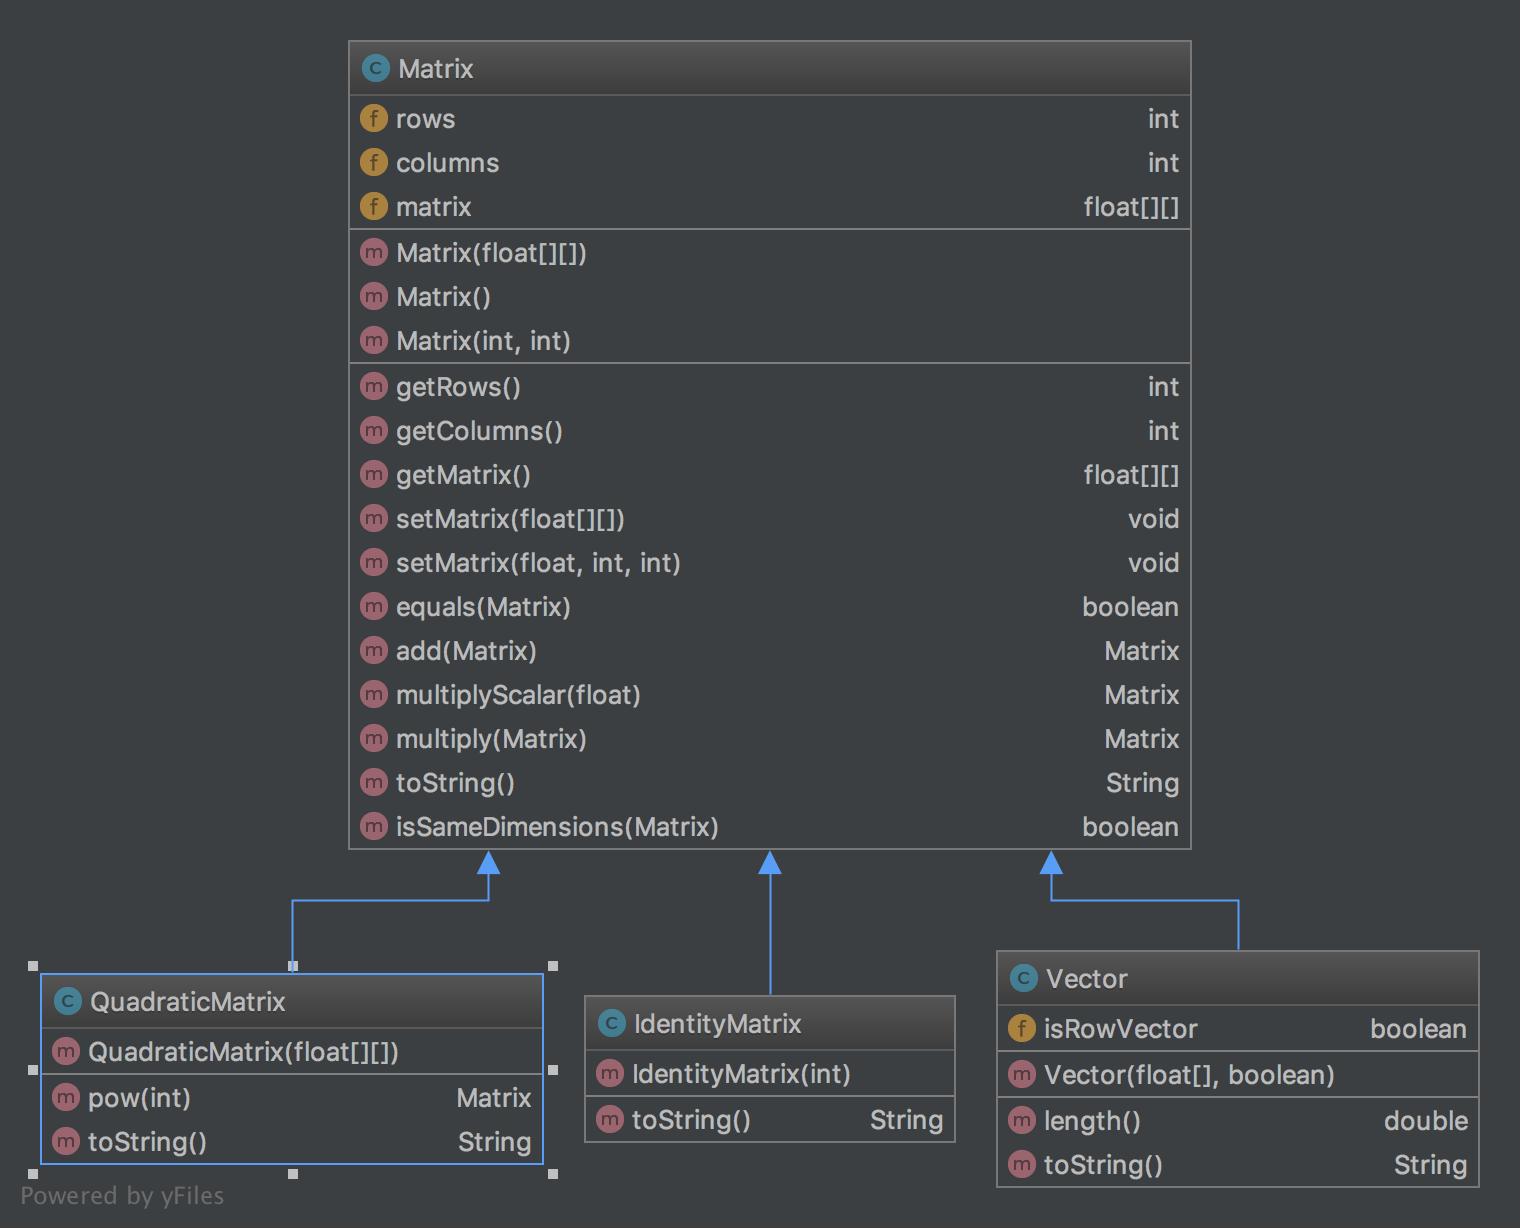 Matrix
rows int
columns int
matrix float[][]
Matrix(float[][])
Matrix()
Matrix(int, int)
getRows() int
getColumns() int
getMatrix() float[][]
setMatrix(float[][]) void
setMatrix(float, int, int) void
equals(Matrix) boolean
add(Matrix) Matrix
multiplyScalar(float) Matrix
multiply(Matrix) Matrix
toString() String
isSameDimensions(Matrix) boolean
QuadraticMatrix
QuadraticMatrix(float[][])
pow(int) Matrix
toString() String
IdentityMatrix
IdentityMatrix(int)
toString() String
Vector
isRowVector boolean
Vector(float[], boolean)
length() double
toString() String
Powered by yFiles